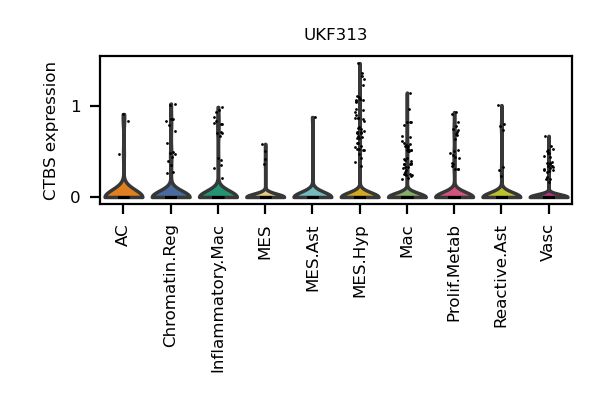 UKF313
CTBS expression
1
0
AC
Chromatin.Reg
Inflammatory.Mac
MES
MES.Ast
MES.Hyp
Mac
Prolif.Metab
Reactive.Ast
Vasc